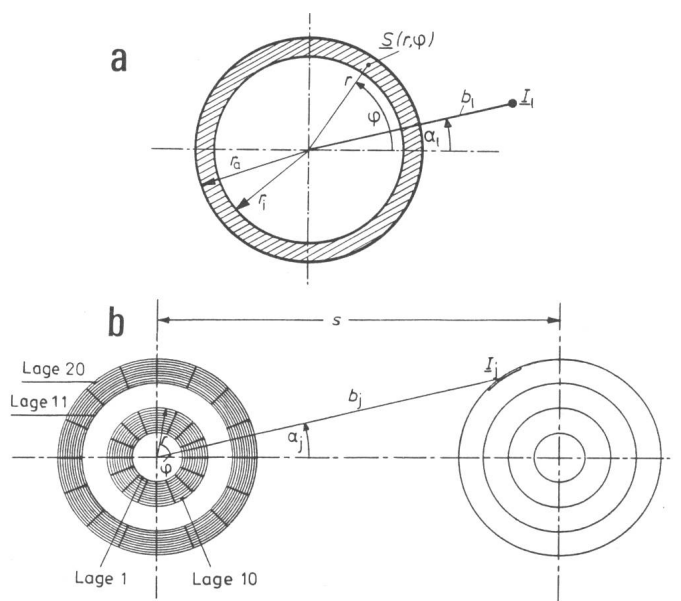 a
S(r,φ)
r
φ
b₁
I₁
α₁
rₐ
rᵢ
b
s
Lage 20
Lage 11
r
φ
bⱼ
Iⱼ
αⱼ
Lage 1
Lage 10